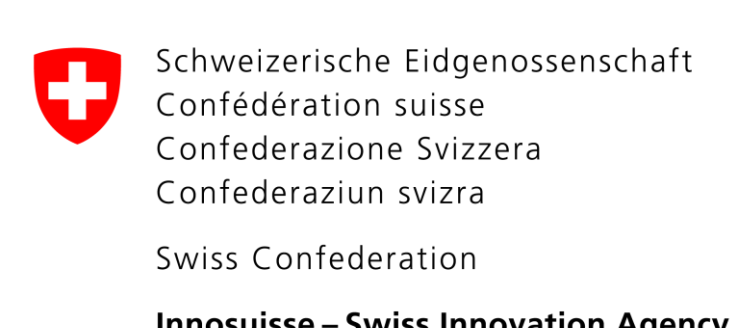 Schweizerische Eidgenossenschaft
Confédération suisse
Confederazione Svizzera
Confederaziun svizra
Swiss Confederation
Innosuisse – Swiss Innovation Agency